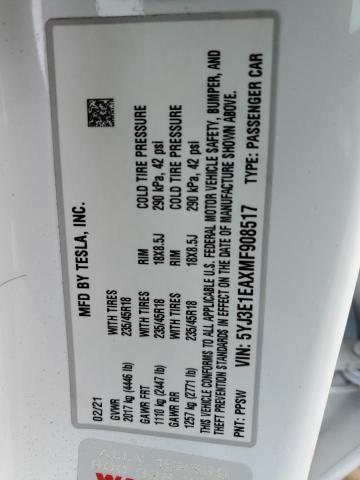 MFD BY TESLA, INC.
02/21
GVWR
2017 kg (4446 lb)
WITH TIRES
235/45R18
RIM
COLD TIRE PRESSURE
GAWR FRT
1110 kg (2447 lb)
WITH TIRES
235/45R18
18X8.5J
290 kPa, 42 psi
GAWR RR
1257 kg (2771 lb)
WITH TIRES
235/45R18
RIM
18X8.5J
COLD TIRE PRESSURE
290 kPa, 42 psi
THIS VEHICLE CONFORMS TO ALL APPLICABLE U.S. FEDERAL MOTOR VEHICLE SAFETY, BUMPER, AND
THEFT PREVENTION STANDARDS IN EFFECT ON THE DATE OF MANUFACTURE SHOWN ABOVE.
PNT: PPSW
VIN: 5YJ3E1EAXMF908517
TYPE: PASSENGER CAR